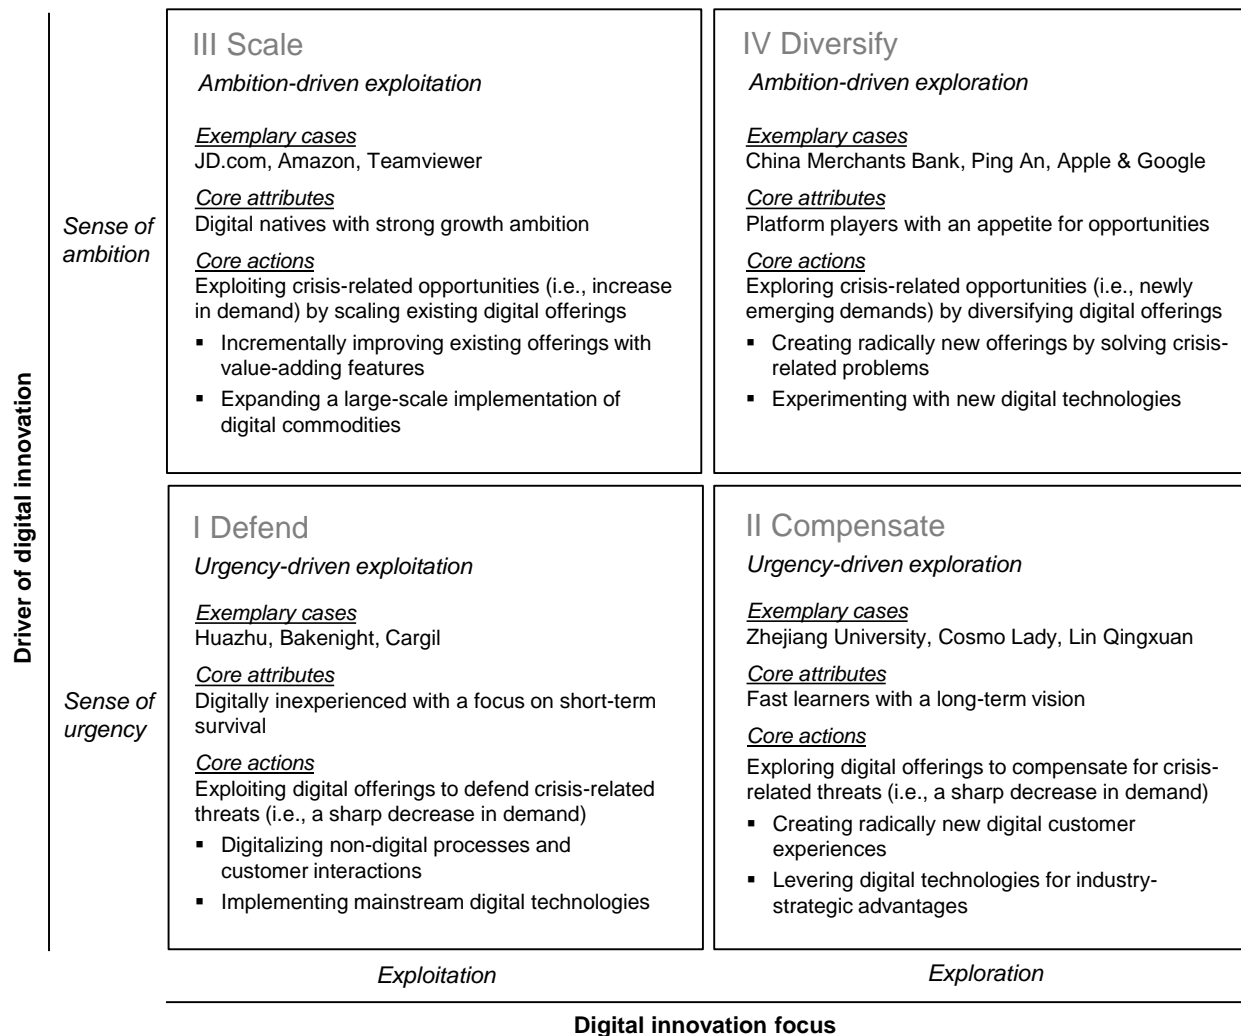 III Scale
Ambition-driven exploitation
Exemplary cases
JD.com, Amazon, Teamviewer
Core attributes
Digital natives with strong growth ambition
Core actions
Exploiting crisis-related opportunities (i.e., increase
in demand) by scaling existing digital offerings
▪ Incrementally improving existing offerings with
value-adding features
▪ Expanding a large-scale implementation of
digital commodities
IV Diversify
Ambition-driven exploration
Exemplary cases
China Merchants Bank, Ping An, Apple & Google
Core attributes
Platform players with an appetite for opportunities
Core actions
Exploring crisis-related opportunities (i.e., newly
emerging demands) by diversifying digital offerings
▪ Creating radically new offerings by solving crisis-
related problems
▪ Experimenting with new digital technologies
Sense of
ambition
Driver of digital innovation
I Defend
Urgency-driven exploitation
Exemplary cases
Huazhu, Bakenight, Cargil
Core attributes
Digitally inexperienced with a focus on short-term
survival
Core actions
Exploiting digital offerings to defend crisis-related
threats (i.e., a sharp decrease in demand)
▪ Digitalizing non-digital processes and
customer interactions
▪ Implementing mainstream digital technologies
II Compensate
Urgency-driven exploration
Exemplary cases
Zhejiang University, Cosmo Lady, Lin Qingxuan
Core attributes
Fast learners with a long-term vision
Core actions
Exploring digital offerings to compensate for crisis-
related threats (i.e., a sharp decrease in demand)
▪ Creating radically new digital customer
experiences
▪ Levering digital technologies for industry-
strategic advantages
Sense of
urgency
Exploitation
Exploration
Digital innovation focus